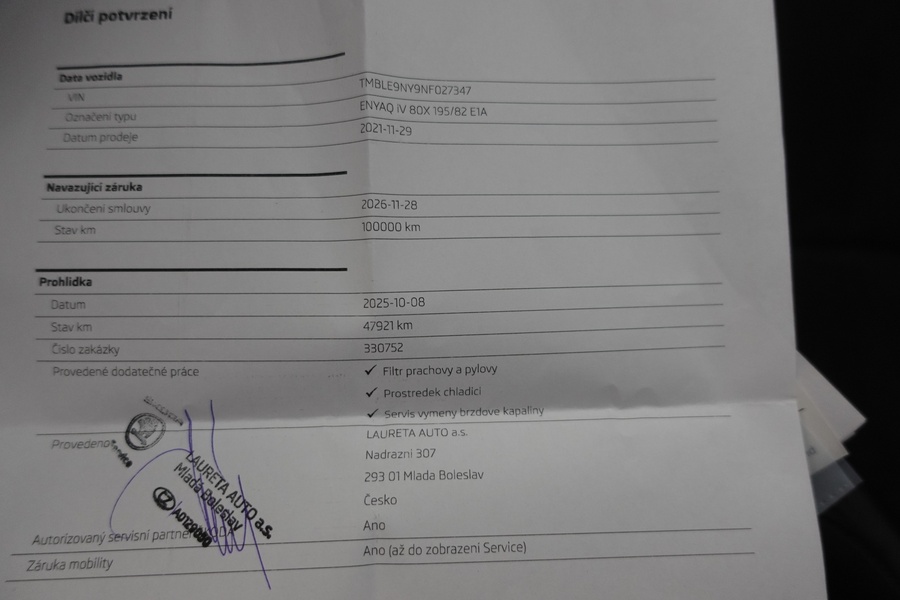 Dílčí potvrzení
Data vozidla
VIN TMBLE9NY9NF027347
Označení typu ENYAQ iV 80X 195/82 E1A
Datum prodeje 2021-11-29
Navazující záruka
Ukončení smlouvy 2026-11-28
Stav km 100000 km
Prohlídka
Datum 2025-10-08
Stav km 47921 km
Číslo zakázky 330752
Provedené dodatečné práce ✓ Filtr prachovy a pylovy
✓ Prostredek chladici
✓ Servis vymeny brzdove kapaliny
Provedeno LAURETA AUTO a.s.
Nadrazni 307
293 01 Mlada Boleslav
Česko
Autorizovaný servisní partner Ano
Záruka mobility Ano (až do zobrazení Service)
Service
LAURETA AUTO a.s.
Mladá Boleslav